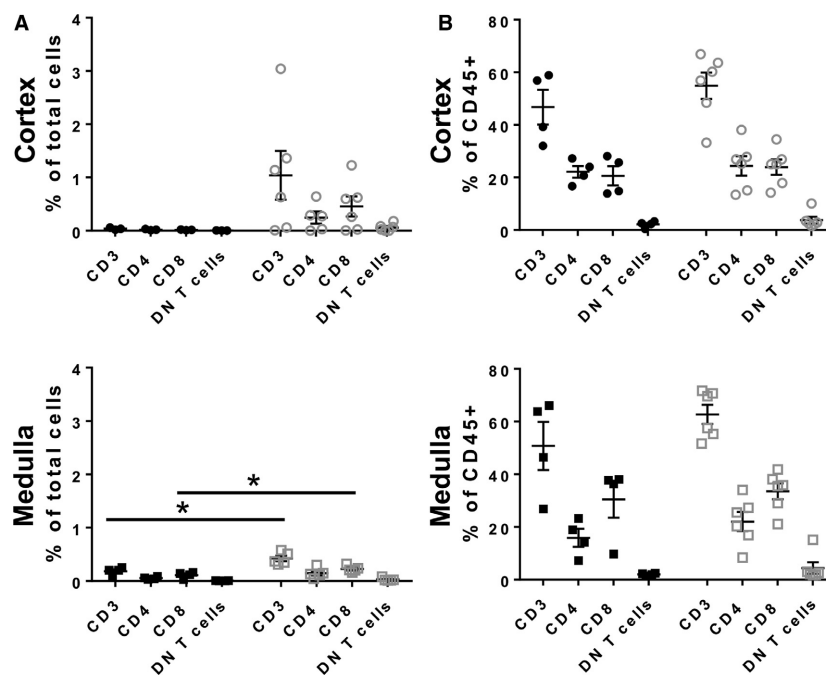 A
Cortex
% of total cells
4
3
2
1
0
CD3
CD4
CD8
DN T cells
CD3
CD4
CD8
DN T cells
B
Cortex
% of CD45+
80
60
40
20
0
CD3
CD4
CD8
DN T cells
CD3
CD4
CD8
DN T cells
Medulla
% of total cells
4
3
2
1
0
*
*
CD3
CD4
CD8
DN T cells
CD3
CD4
CD8
DN T cells
Medulla
% of CD45+
80
60
40
20
0
CD3
CD4
CD8
DN T cells
CD3
CD4
CD8
DN T cells